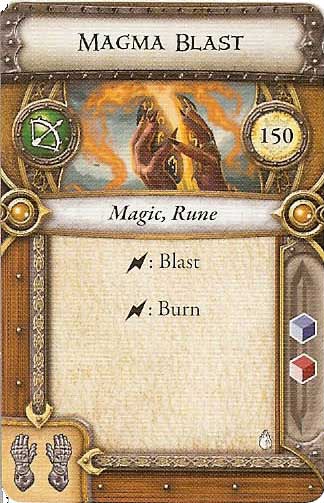 MAGMA BLAST
150
Magic, Rune
: Blast
: Burn